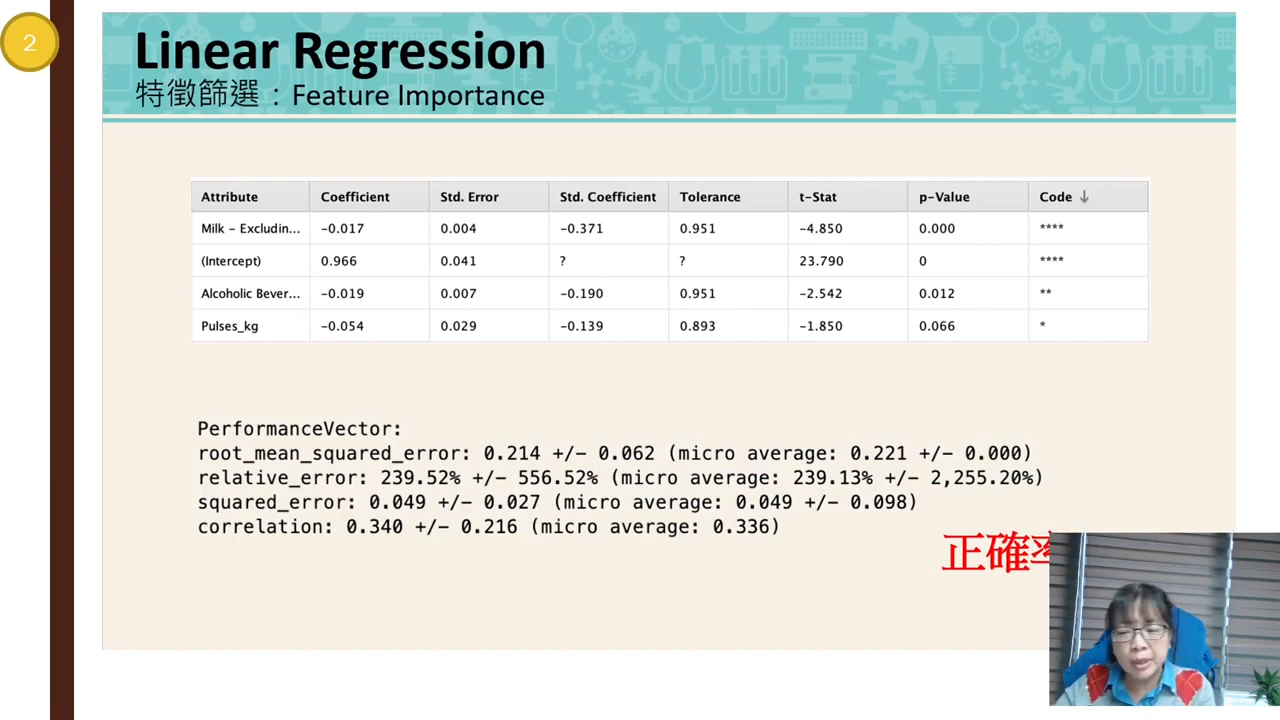 2
Linear Regression
特徵篩選：Feature Importance
Attribute Coefficient Std. Error Std. Coefficient Tolerance t-Stat p-Value Code ↓
Milk - Excludin... -0.017 0.004 -0.371 0.951 -4.850 0.000 ****
(Intercept) 0.966 0.041 ? ? 23.790 0 ****
Alcoholic Bever... -0.019 0.007 -0.190 0.951 -2.542 0.012 **
Pulses_kg -0.054 0.029 -0.139 0.893 -1.850 0.066 *
PerformanceVector:
root_mean_squared_error: 0.214 +/- 0.062 (micro average: 0.221 +/- 0.000)
relative_error: 239.52% +/- 556.52% (micro average: 239.13% +/- 2,255.20%)
squared_error: 0.049 +/- 0.027 (micro average: 0.049 +/- 0.098)
correlation: 0.340 +/- 0.216 (micro average: 0.336)
正確率